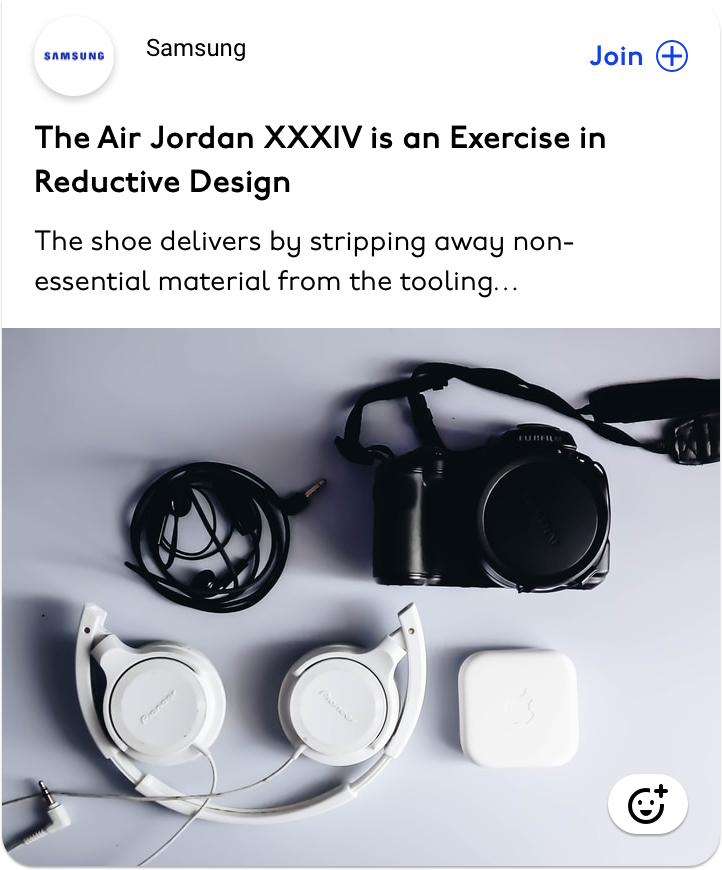 SAMSUNG
Samsung
Join
The Air Jordan XXXIV is an Exercise in
Reductive Design
The shoe delivers by stripping away non-
essential material from the tooling...
FUJIFILM
Pioneer
Pioneer